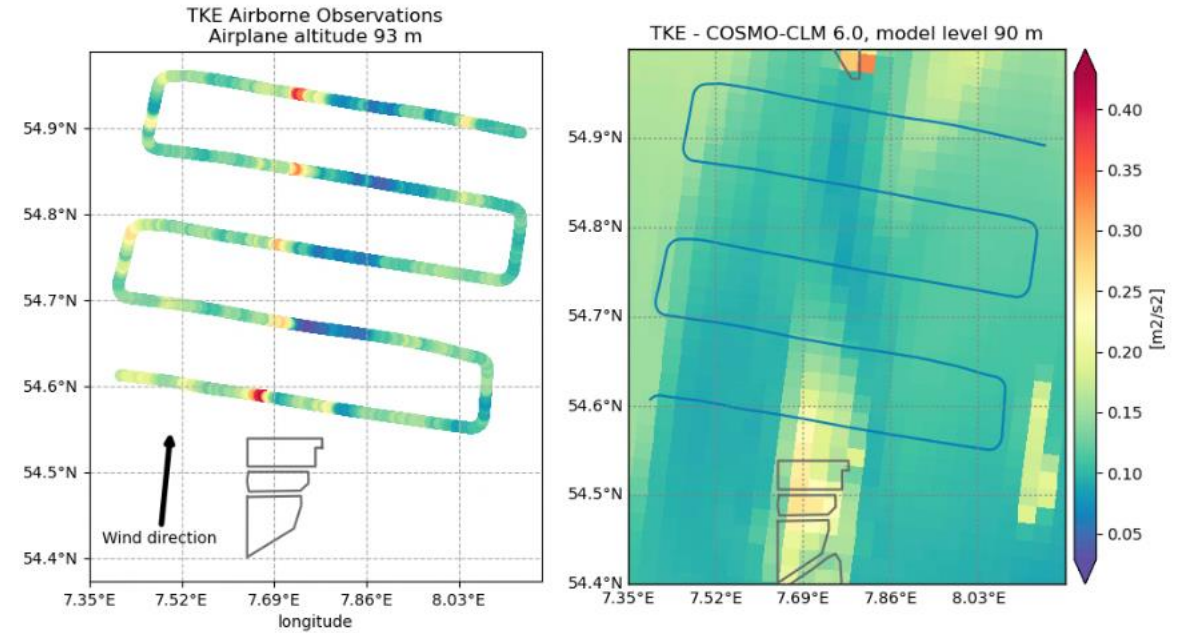 TKE Airborne Observations
Airplane altitude 93 m
54.9°N
54.8°N
54.7°N
54.6°N
54.5°N
54.4°N
Wind direction
7.35°E 7.52°E 7.69°E 7.86°E 8.03°E
longitude
TKE - COSMO-CLM 6.0, model level 90 m
54.9°N
54.8°N
54.7°N
54.6°N
54.5°N
54.4°N
7.35°E 7.52°E 7.69°E 7.86°E 8.03°E
0.40
0.35
0.30
0.25
0.20
0.15
0.10
0.05
[m2/s2]